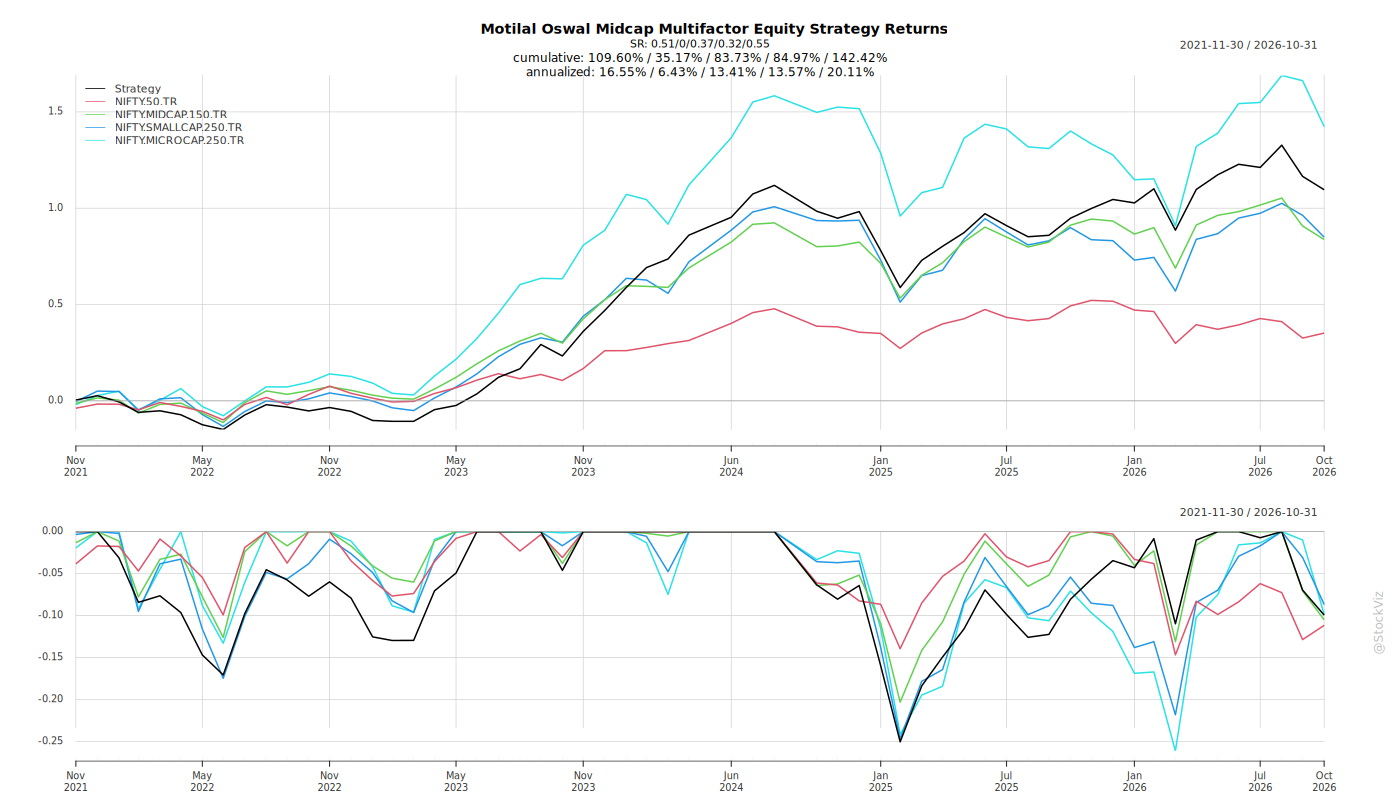 Motilal Oswal Midcap Multifactor Equity Strategy Returns
SR: 0.51/0/0.37/0.32/0.55
cumulative: 109.60% / 35.17% / 83.73% / 84.97% / 142.42%
annualized: 16.55% / 6.43% / 13.41% / 13.57% / 20.11%
2021-11-30 / 2026-10-31
Strategy
NIFTY.50.TR
NIFTY.MIDCAP.150.TR
NIFTY.SMALLCAP.250.TR
NIFTY.MICROCAP.250.TR
1.5
1.0
0.5
0.0
Nov May Nov May Nov Jun Jan Jul Jan Jul Oct
2021 2022 2022 2023 2023 2024 2025 2025 2026 2026 2026
2021-11-30 / 2026-10-31
0.00
-0.05
-0.10
-0.15
-0.20
-0.25
Nov May Nov May Nov Jun Jan Jul Jan Jul Oct
2021 2022 2022 2023 2023 2024 2025 2025 2026 2026 2026
@StockViz